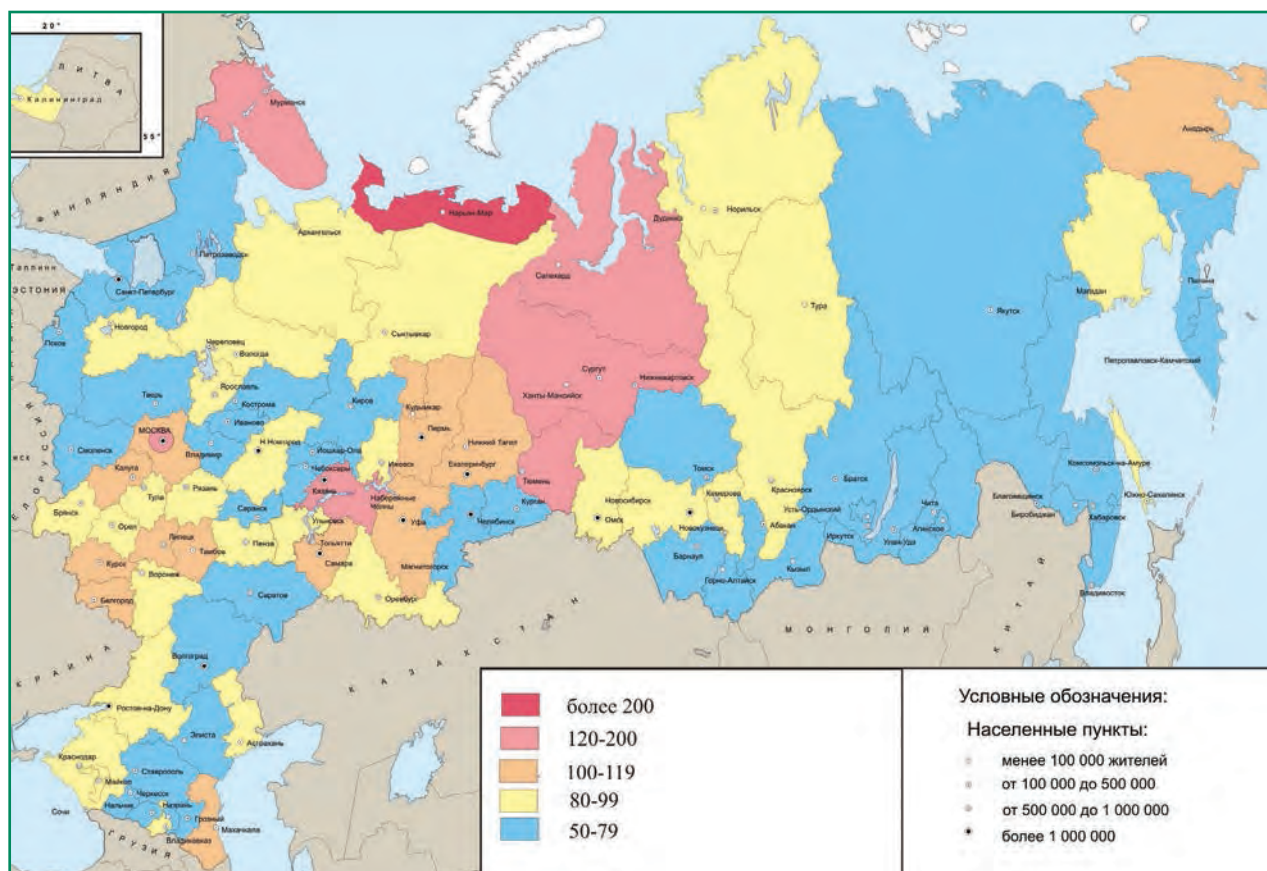 20°
ЛИТВА
Калининград
55°
ФИНЛЯНДИЯ
Таллинн
ЭСТОНИЯ
Мурманск
Нарьян-Мар
Архангельск
Петрозаводск
Санкт-Петербург
Новгород
Псков
Череповец
Вологда
Сыктывкар
Салехард
Дудинка
Норильск
Тура
Якутск
Анадырь
Магадан
Палана
Петропавловск-Камчатский
Ярославль
Кострома
Тверь
Иваново
Киров
Кудымкар
Пермь
Ханты-Мансийск
Сургут
Нижневартовск
МОСКВА
Смоленск
Владимир
Н.Новгород
Йошкар-Ола
Ижевск
Нижний Тагил
Екатеринбург
Калуга
Чебоксары
Казань
Набережные
Челны
Тюмень
Томск
Тула
Рязань
Брянск
Саранск
Ульяновск
Уфа
Челябинск
Курган
Новосибирск
Кемерово
Красноярск
Братск
Омск
Новокузнецк
Абакан
Усть-Ордынский
Чита
Агинское
Благовещенск
Комсомольск-на-Амуре
Южно-Сахалинск
Биробиджан
Хабаровск
Орел
Липецк
Тамбов
Пенза
Тольятти
Самара
Магнитогорск
Барнаул
Горно-Алтайск
Кызыл
Иркутск
Улан-Удэ
Курск
Воронеж
Белгород
Саратов
Оренбург
Владивосток
КАЗАХСТАН
МОНГОЛИЯ
КИТАЙ
КРАИНА
ЕЛОРУССИЯ
НСК
Волгоград
Ростов-на-Дону
Элиста
Астрахань
Краснодар
Ставрополь
Майкоп
Черкесск
Сочи
Нальчик
Назрань
Грозный
Махачкала
Владикавказ
ГРУЗИЯ
более 200
120-200
100-119
80-99
50-79
Условные обозначения:
Населенные пункты:
менее 100 000 жителей
от 100 000 до 500 000
от 500 000 до 1 000 000
более 1 000 000